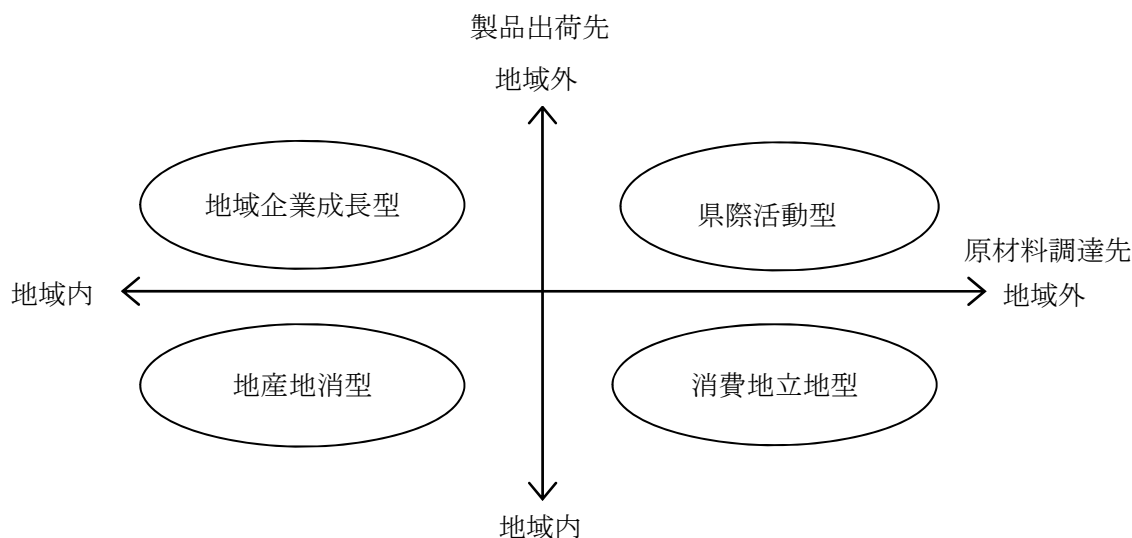 製品出荷先
地域外
地域企業成長型
県際活動型
原材料調達先
地域内
地域外
地産地消型
消費地立地型
地域内